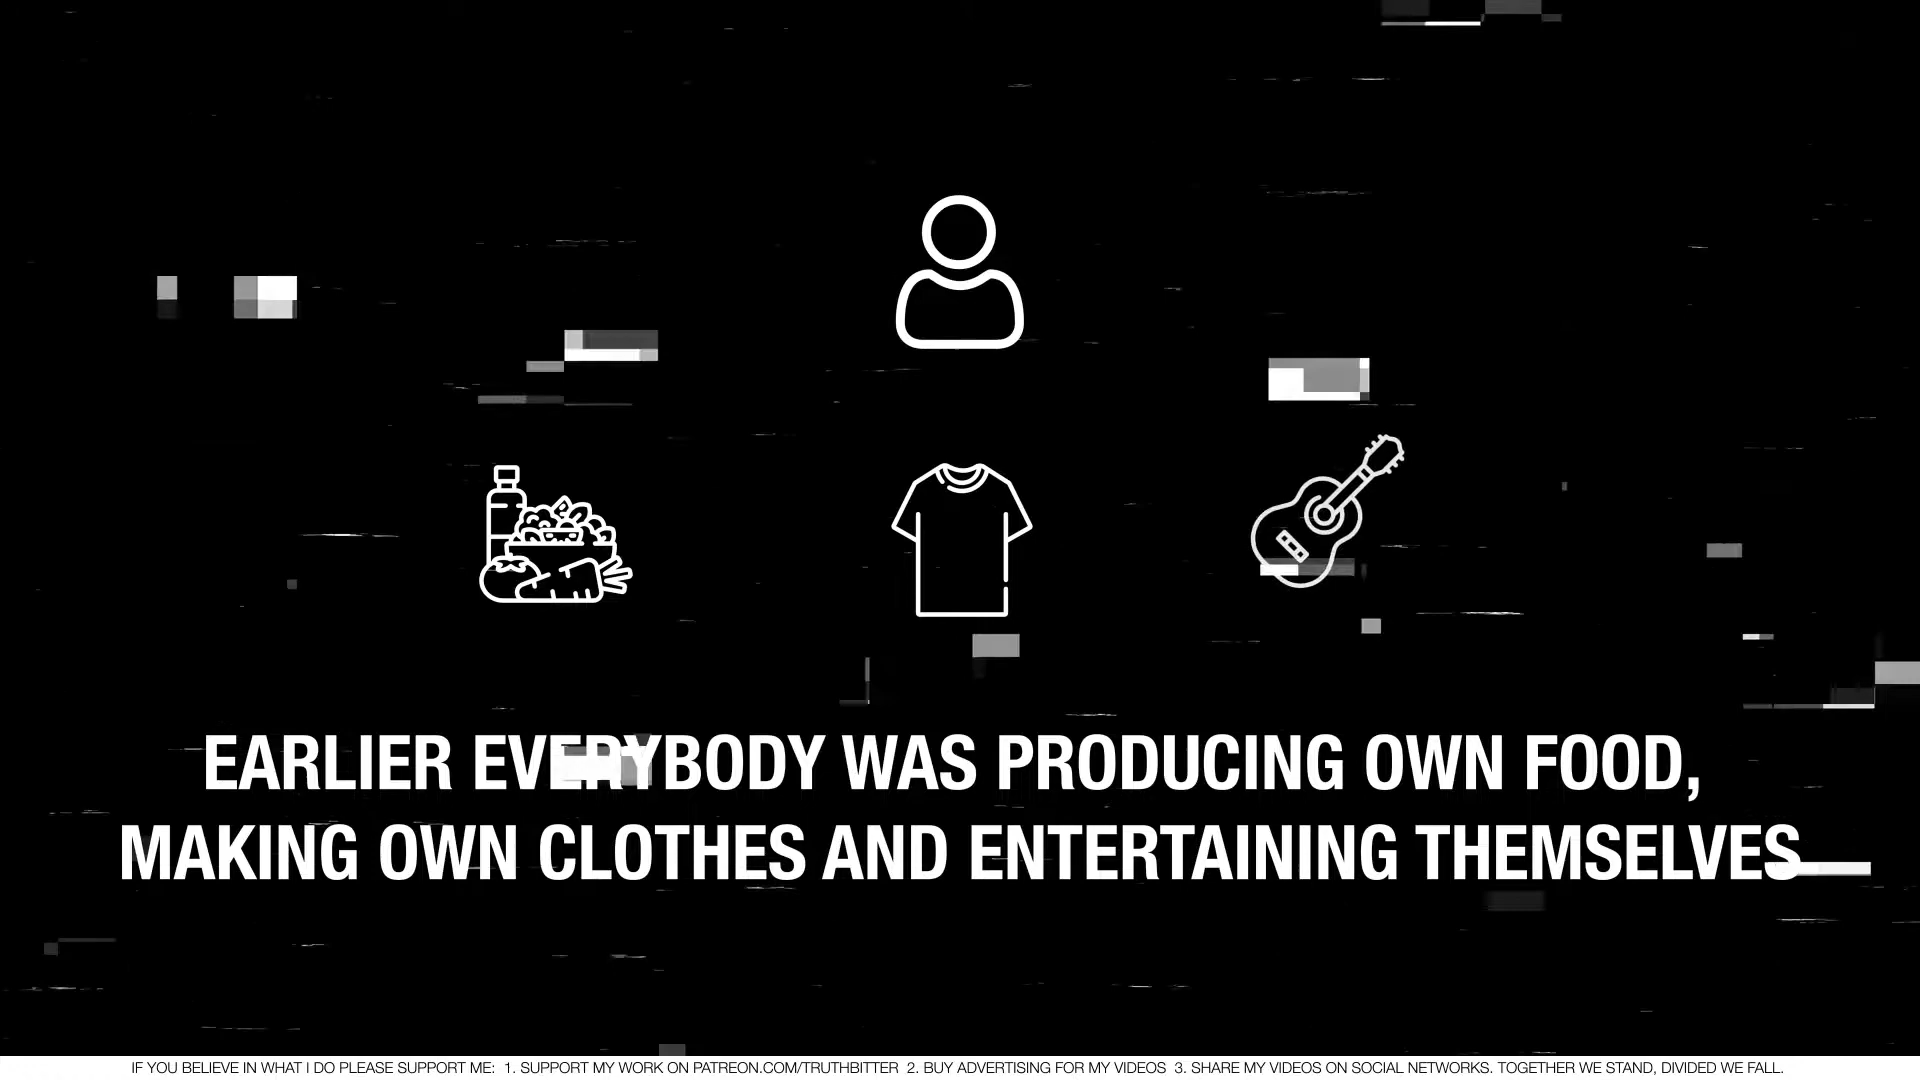 EARLIER EVERYBODY WAS PRODUCING OWN FOOD,
MAKING OWN CLOTHES AND ENTERTAINING THEMSELVES
IF YOU BELIEVE IN WHAT I DO PLEASE SUPPORT ME: 1. SUPPORT MY WORK ON PATREON.COM/TRUTHBITTER 2. BUY ADVERTISING FOR MY VIDEOS 3. SHARE MY VIDEOS ON SOCIAL NETWORKS. TOGETHER WE STAND, DIVIDED WE FALL.